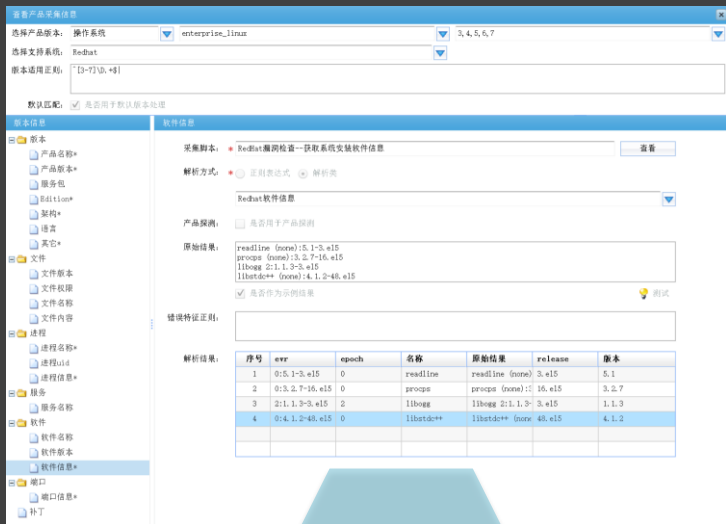 查看产品采集信息
选择产品版本： 操作系统 enterprise_linux 3,4,5,6,7
选择支持系统： Redhat
版本适用正则： ^[3-7]\D.+$|
默认匹配： 是否用于默认版本处理
版本信息
版本
产品名称*
产品版本*
服务包
Edition*
架构*
语言
其它*
文件
文件版本
文件权限
文件名称
文件内容
进程
进程名称*
进程uid
进程信息*
服务
服务名称
软件
软件名称
软件版本
软件信息*
端口
端口信息*
补丁
软件信息
采集脚本： * RedHat漏洞检查--获取系统安装软件信息 查看
解析方式： * 正则表达式 解析类
Redhat软件信息
产品探测： 是否用于产品探测
原始结果： readline (none):5.1-3.el5
procps (none):3.2.7-16.el5
libogg 2:1.1.3-3.el5
libstdc++ (none):4.1.2-48.el5
是否作为示例结果 测试
错误特征正则：
解析结果：
序号 evr epoch 名称 原始结果 release 版本
1 0:5.1-3.el5 0 readline readline (none) 3.el5 5.1
2 0:3.2.7-16.el5 0 procps procps (none):3 16.el5 3.2.7
3 2:1.1.3-3.el5 2 libogg libogg 2:1.1.3- 3.el5 1.1.3
4 0:4.1.2-48.el5 0 libstdc++ libstdc++ (none 48.el5 4.1.2